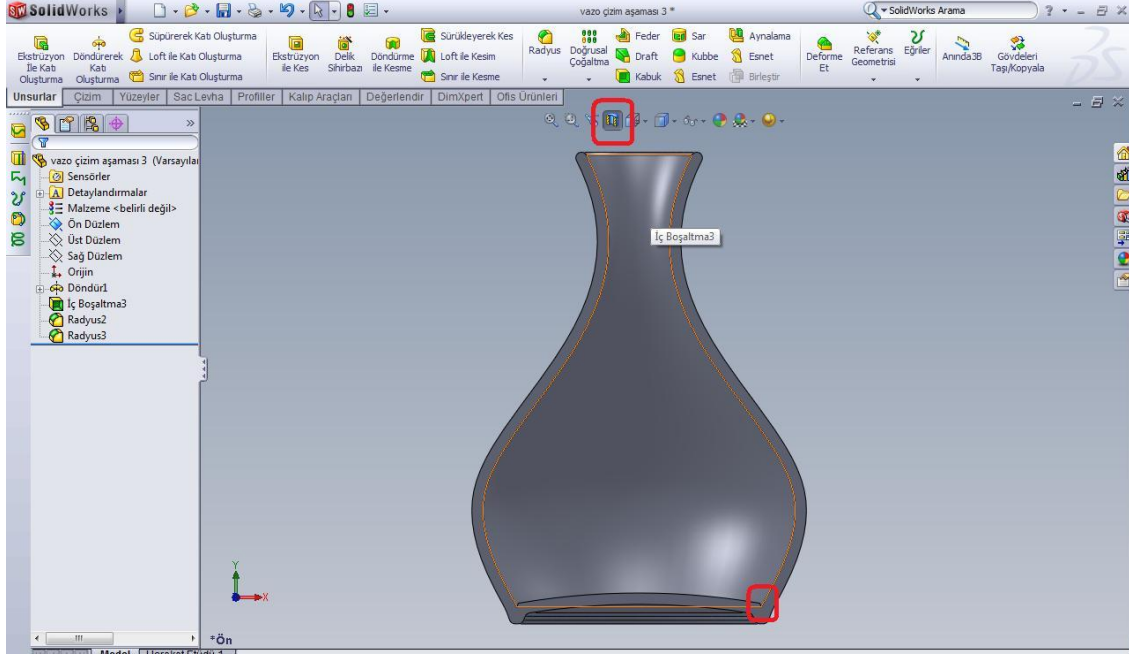 SolidWorks
vazo çizim aşaması 3 *
SolidWorks Arama
Ekstrüzyon İle Katı Oluşturma
Döndürerek Katı Oluşturma
Süpürerek Katı Oluşturma
Loft ile Katı Oluşturma
Sınır ile Katı Oluşturma
Ekstrüzyon ile Kes
Delik Sihirbazı
Döndürme ile Kesme
Sürükleyerek Kes
Loft ile Kesim
Sınır ile Kesme
Radyus
Doğrusal Çoğaltma
Feder
Draft
Kabuk
Sar
Kubbe
Esnet
Aynalama
Esnet
Birleştir
Deforme Et
Referans Geometrisi
Eğriler
Anında3B
Gövdeleri Taşı/Kopyala
Unsurlar Çizim Yüzeyler Sac Levha Profiller Kalıp Araçları Değerlendir DimXpert Ofis Ürünleri
vazo çizim aşaması 3 (Varsayılan
Sensörler
Detaylandırmalar
Malzeme <belirli değil>
Ön Düzlem
Üst Düzlem
Sağ Düzlem
Orijin
Döndür1
İç Boşaltma3
Radyus2
Radyus3
İç Boşaltma3
Y
X
*Ön
Model Hareket Etüdü 1